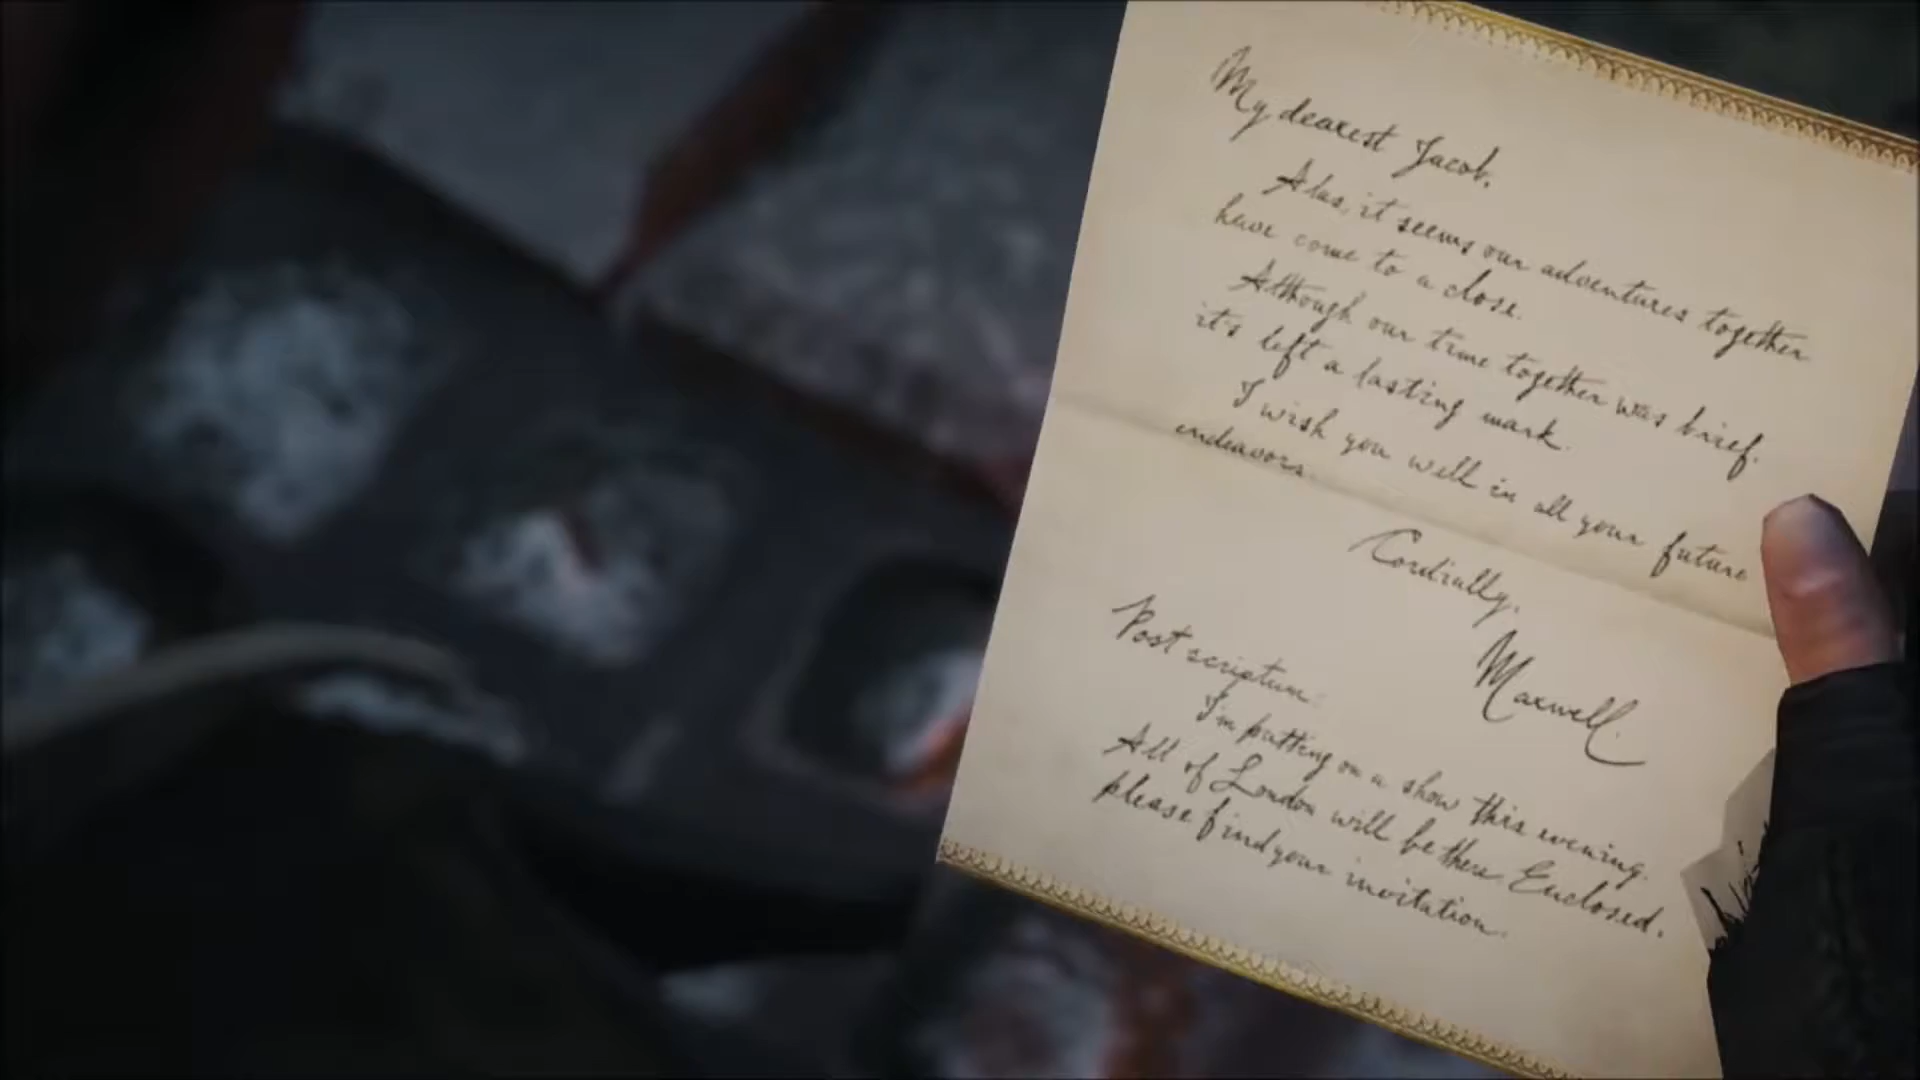 My dearest Jacob,
Alas, it seems our adventures together
have come to a close.
Although our time together was brief,
it's left a lasting mark.
I wish you well in all your future
endeavors.
Cordially,
Maxwell.
Post scriptum:
I'm putting on a show this evening.
All of London will be there. Enclosed,
please find your invitation.